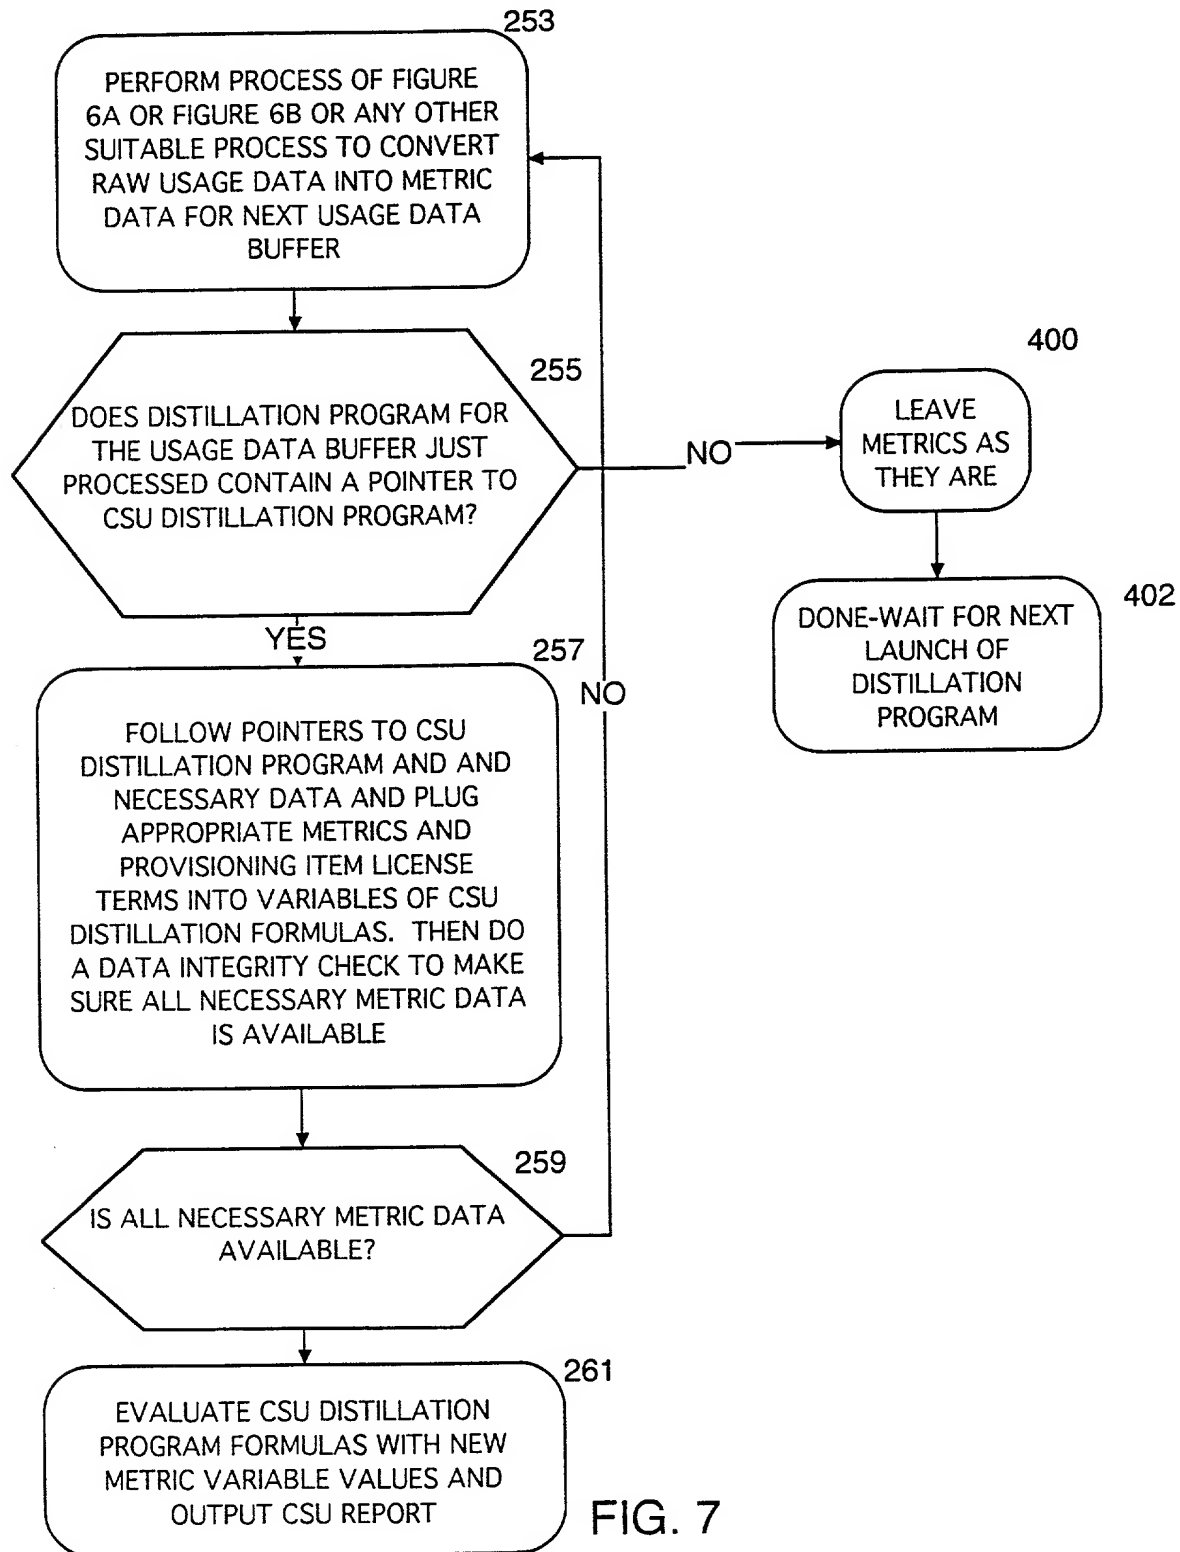 253
PERFORM PROCESS OF FIGURE
6A OR FIGURE 6B OR ANY OTHER
SUITABLE PROCESS TO CONVERT
RAW USAGE DATA INTO METRIC
DATA FOR NEXT USAGE DATA
BUFFER
255
DOES DISTILLATION PROGRAM FOR
THE USAGE DATA BUFFER JUST
PROCESSED CONTAIN A POINTER TO
CSU DISTILLATION PROGRAM?
NO
400
LEAVE
METRICS AS
THEY ARE
402
DONE-WAIT FOR NEXT
LAUNCH OF
DISTILLATION
PROGRAM
YES
257
FOLLOW POINTERS TO CSU
DISTILLATION PROGRAM AND AND
NECESSARY DATA AND PLUG
APPROPRIATE METRICS AND
PROVISIONING ITEM LICENSE
TERMS INTO VARIABLES OF CSU
DISTILLATION FORMULAS. THEN DO
A DATA INTEGRITY CHECK TO MAKE
SURE ALL NECESSARY METRIC DATA
IS AVAILABLE
NO
259
IS ALL NECESSARY METRIC DATA
AVAILABLE?
261
EVALUATE CSU DISTILLATION
PROGRAM FORMULAS WITH NEW
METRIC VARIABLE VALUES AND
OUTPUT CSU REPORT
FIG. 7